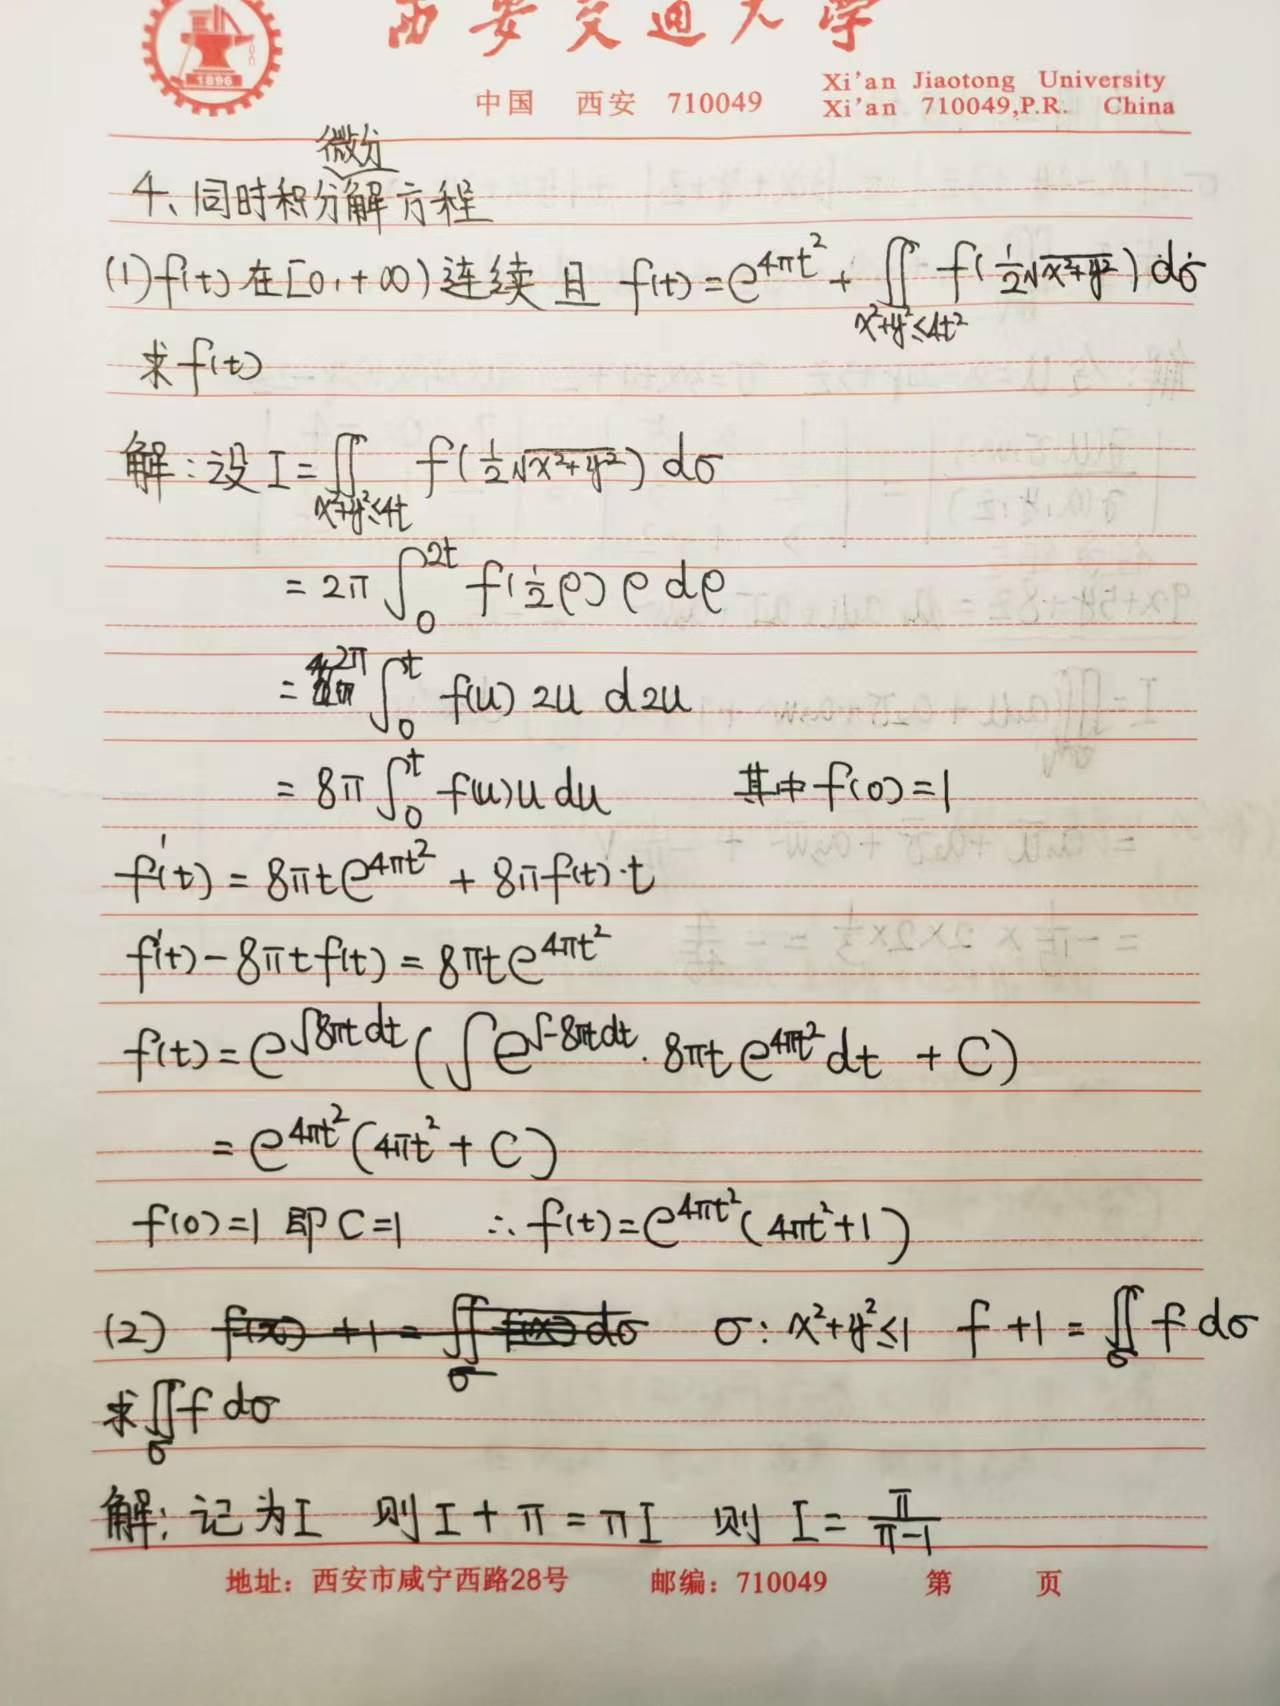 西安交通大学
1896
中国 西安 710049
Xi'an Jiaotong University
Xi'an 710049,P.R. China
微分
4、同时积分解方程
(1) f(t) 在[0,+∞) 连续 且 f(t) = e^{4πt²} + ∬_{x²+y²≤4t²} f(½√(x²+y²)) dσ
求 f(t)
解：设 I = ∬_{x²+y²≤4t} f(½√(x²+y²)) dσ
= 2π ∫₀^{2t} f(½ρ) ρ dρ
= 2π ∫₀^t f(u) 2u d2u
= 8π ∫₀^t f(u) u du 其中 f(0)=1
f'(t) = 8πt e^{4πt²} + 8πf(t)·t
f'(t) - 8πt f(t) = 8πt e^{4πt²}
f(t) = e^{∫8πt dt} ( ∫ e^{∫-8πt dt} · 8πt e^{4πt²} dt + C )
= e^{4πt²} (4πt² + C)
f(0)=1 即 C=1 ∴ f(t) = e^{4πt²} (4πt²+1)
(2) f(x) +1 = ∬_σ f(x) dσ σ: x²+y²≤1 f +1 = ∬_σ f dσ
求 ∬_σ f dσ
解：记为 I 则 I + π = πI 则 I = π/(π-1)
地址：西安市咸宁西路28号 邮编：710049 第 页